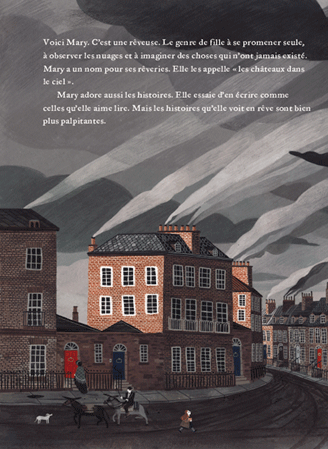 Voici Mary. C'est une rêveuse. Le genre de fille à se promener seule,
à observer les nuages et à imaginer des choses qui n'ont jamais existé.
Mary a un nom pour ses rêveries. Elle les appelle « les châteaux dans
le ciel ».
Mary adore aussi les histoires. Elle essaie d'en écrire comme
celles qu'elle aime lire. Mais les histoires qu'elle voit en rêve sont bien
plus palpitantes.